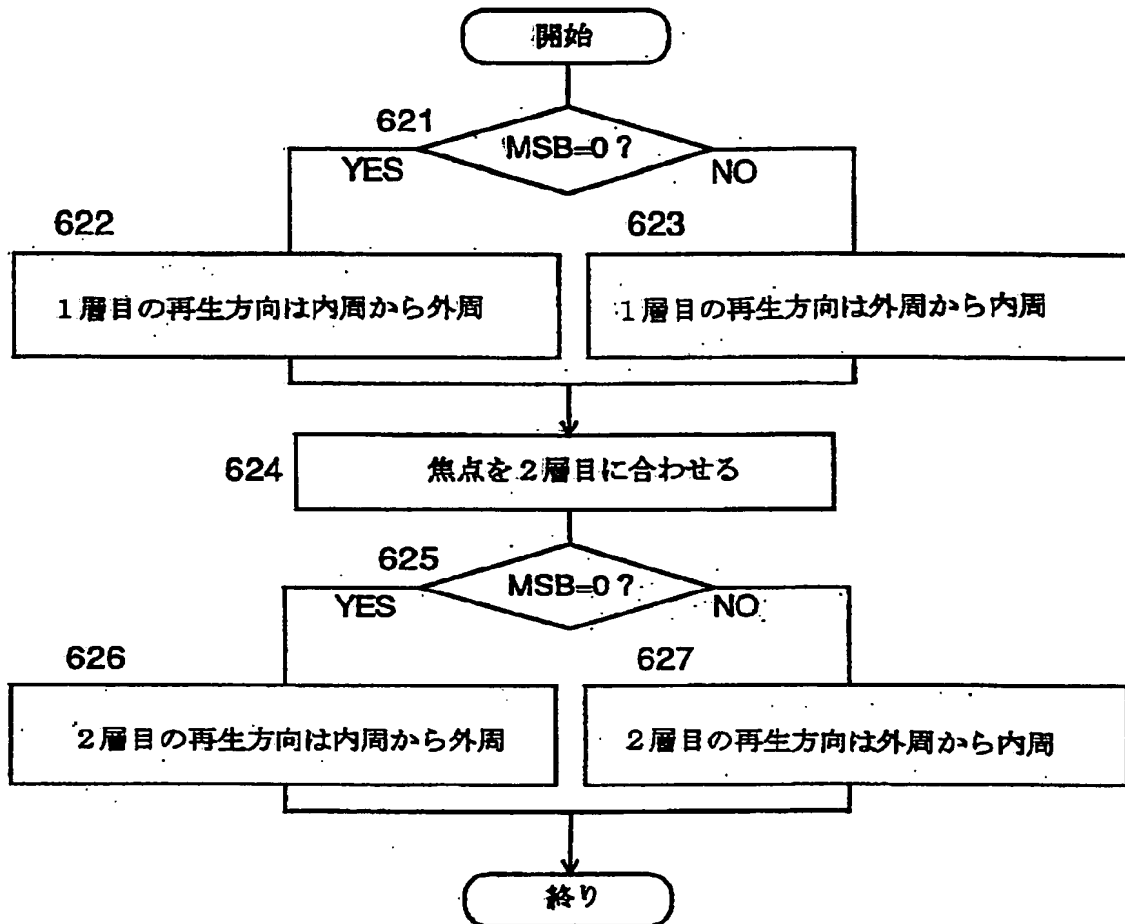 開始
621
MSB=0 ?
YES
NO
622
623
1層目の再生方向は内周から外周
1層目の再生方向は外周から内周
624
焦点を2層目に合わせる
625
MSB=0 ?
YES
NO
626
627
2層目の再生方向は内周から外周
2層目の再生方向は外周から内周
終り